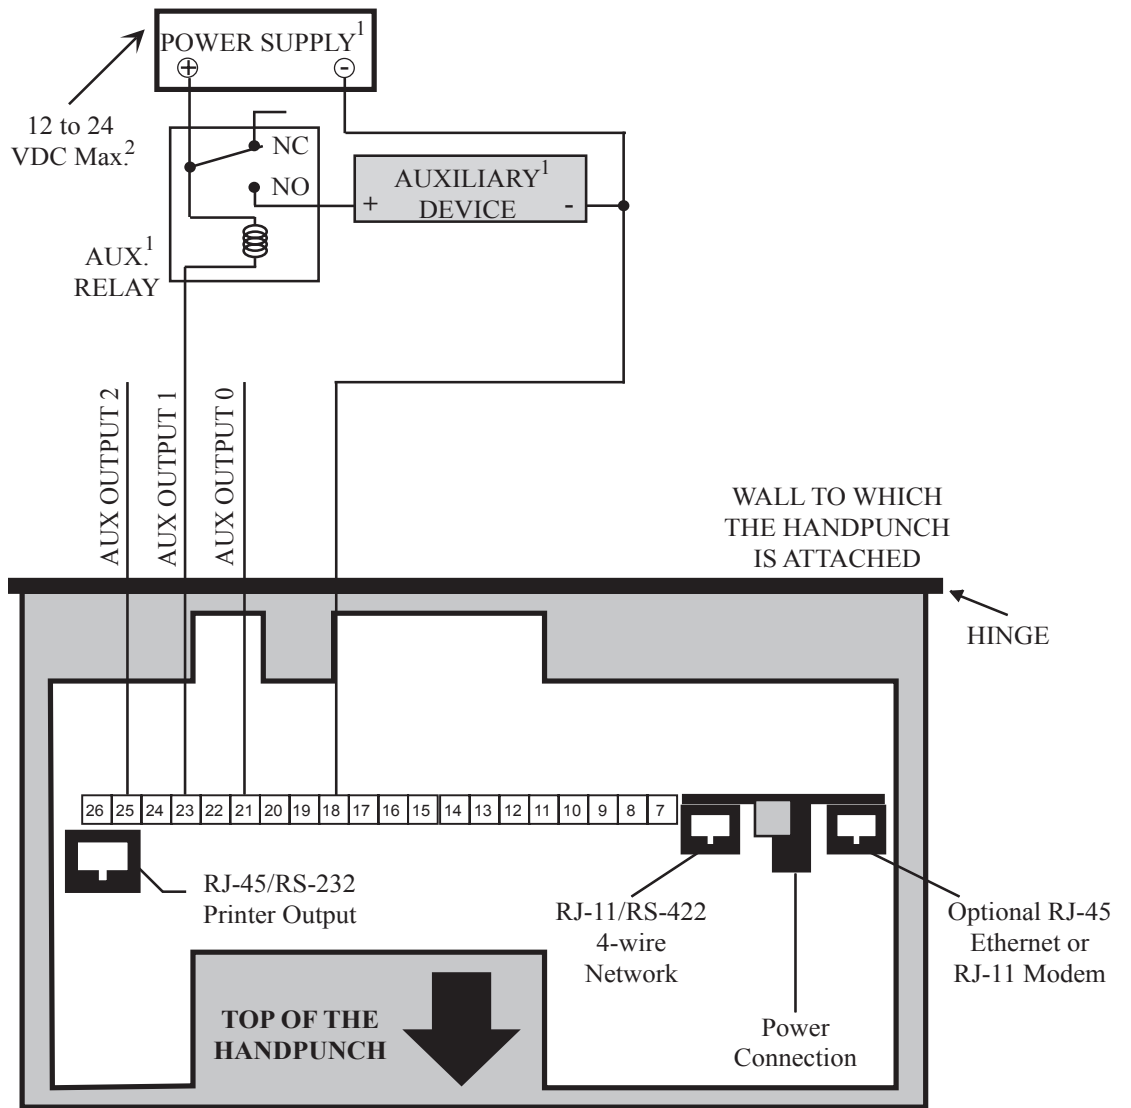 POWER SUPPLY1
+ -
12 to 24
VDC Max.2
NC
NO
AUXILIARY1
DEVICE
+ -
AUX.1
RELAY
AUX OUTPUT 2
AUX OUTPUT 1
AUX OUTPUT 0
WALL TO WHICH
THE HANDPUNCH
IS ATTACHED
HINGE
26 25 24 23 22 21 20 19 18 17 16 15 14 13 12 11 10 9 8 7
RJ-45/RS-232
Printer Output
RJ-11/RS-422
4-wire
Network
Optional RJ-45
Ethernet or
RJ-11 Modem
Power
Connection
TOP OF THE
HANDPUNCH